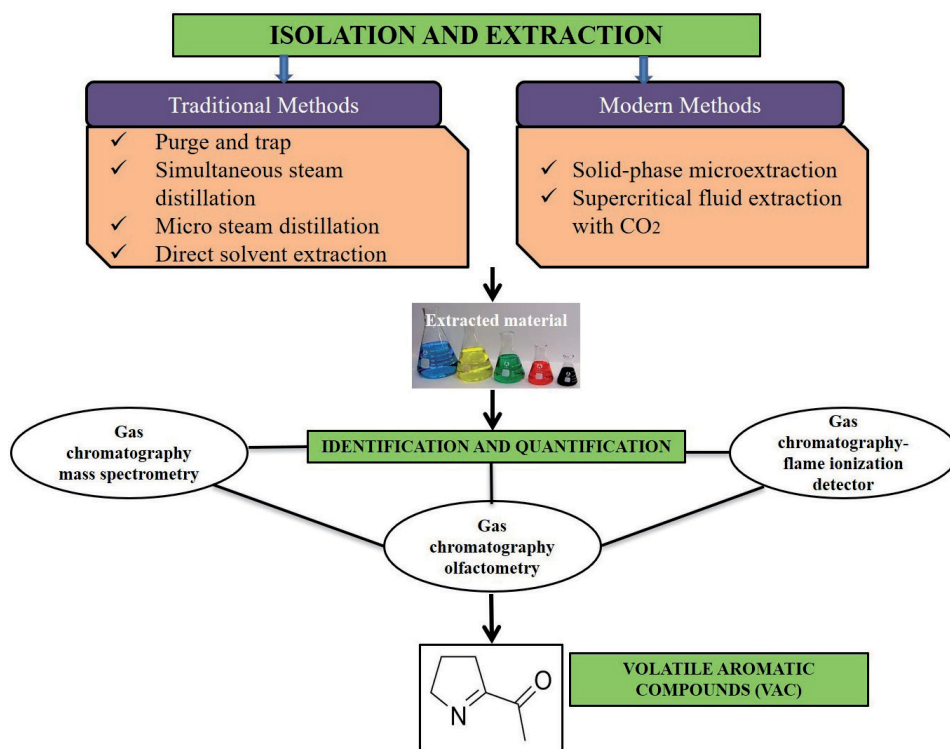 ISOLATION AND EXTRACTION
Traditional Methods
✓ Purge and trap
✓ Simultaneous steam
distillation
✓ Micro steam distillation
✓ Direct solvent extraction
Modern Methods
✓ Solid-phase microextraction
✓ Supercritical fluid extraction
with CO2
Extracted material
IDENTIFICATION AND QUANTIFICATION
Gas
chromatography
mass spectrometry
Gas
chromatography-
flame ionization
detector
Gas
chromatography
olfactometry
N
O
VOLATILE AROMATIC
COMPOUNDS (VAC)